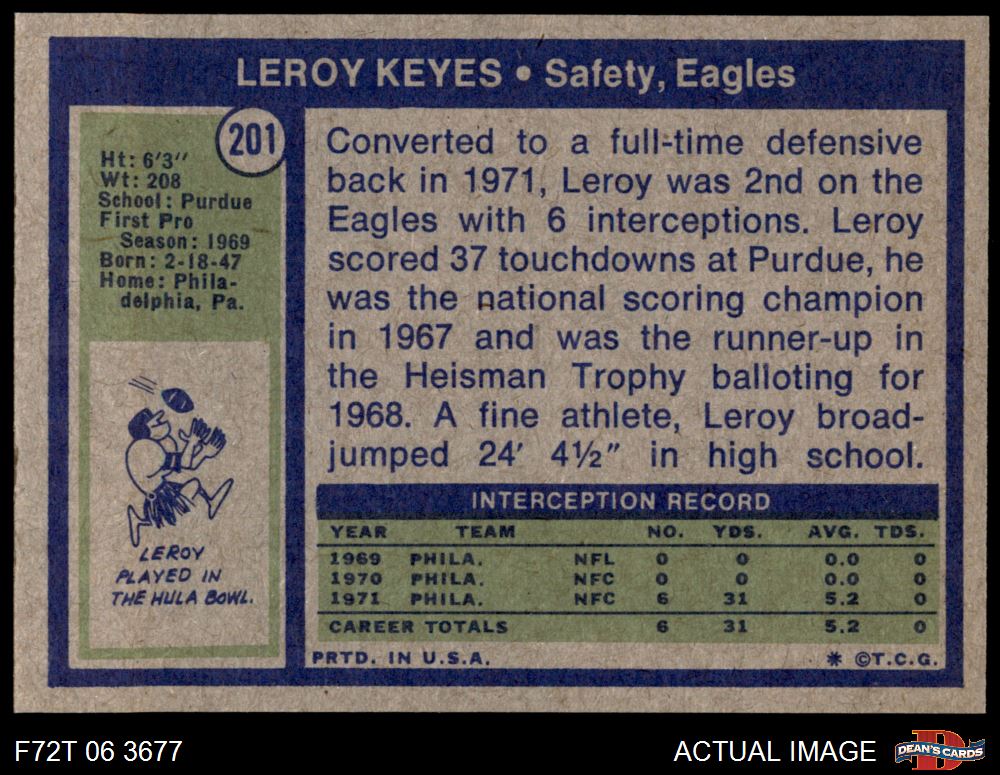 LEROY KEYES • Safety, Eagles
201
Ht: 6'3''
Wt: 208
School: Purdue
First Pro
Season: 1969
Born: 2-18-47
Home: Phila-
delphia, Pa.
LEROY
PLAYED IN
THE HULA BOWL.
Converted to a full-time defensive
back in 1971, Leroy was 2nd on the
Eagles with 6 interceptions. Leroy
scored 37 touchdowns at Purdue, he
was the national scoring champion
in 1967 and was the runner-up in
the Heisman Trophy balloting for
1968. A fine athlete, Leroy broad-
jumped 24' 4½" in high school.
INTERCEPTION RECORD
YEAR TEAM NO. YDS. AVG. TDS.
1969 PHILA. NFL 0 0 0.0 0
1970 PHILA. NFC 0 0 0.0 0
1971 PHILA. NFC 6 31 5.2 0
CAREER TOTALS 6 31 5.2 0
PRTD. IN U.S.A. * ©T.C.G.
F72T 06 3677 ACTUAL IMAGE DEAN'S CARDS